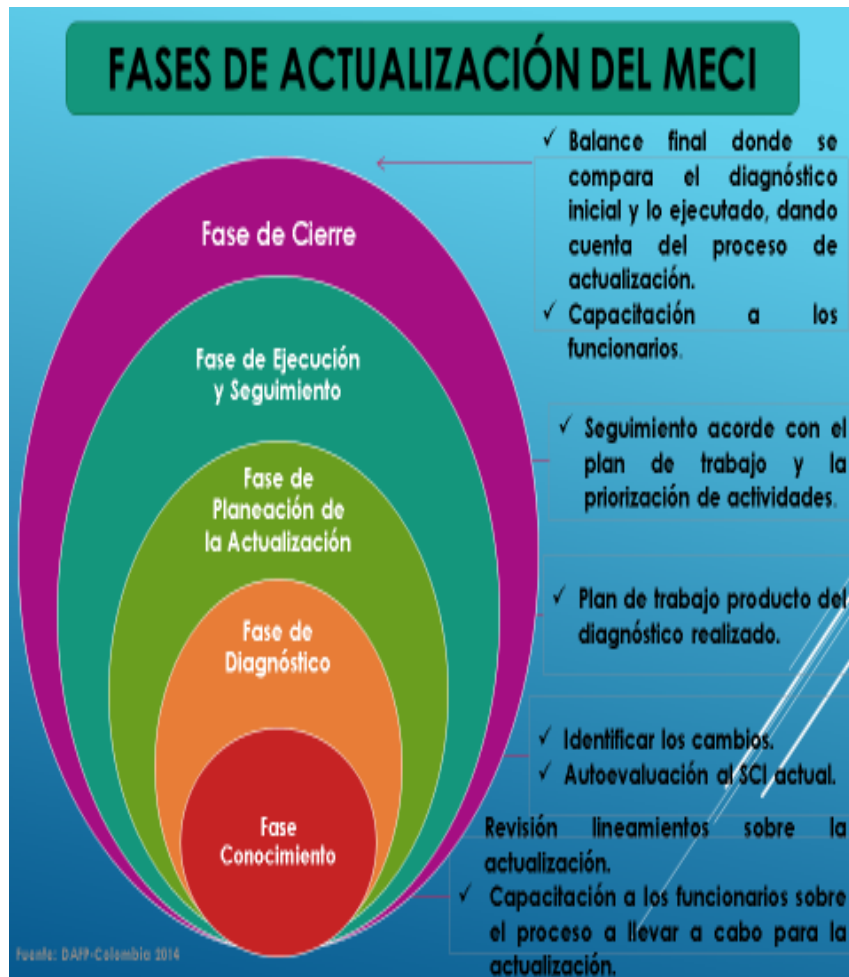 FASES DE ACTUALIZACIÓN DEL MECI
Fase de Cierre
✓ Balance final donde se
compara el diagnóstico
inicial y lo ejecutado, dando
cuenta del proceso de
actualización.
✓ Capacitación a los
funcionarios.
Fase de Ejecución
y Seguimiento
✓ Seguimiento acorde con el
plan de trabajo y la
priorización de actividades.
Fase de
Planeación de
la Actualización
✓ Plan de trabajo producto del
diagnóstico realizado.
Fase de
Diagnóstico
✓ Identificar los cambios.
✓ Autoevaluación al SCI actual.
Fase
Conocimiento
Revisión lineamientos sobre la
actualización.
✓ Capacitación a los funcionarios sobre
el proceso a llevar a cabo para la
actualización.
Fuente: DAFP-Colombia 2014